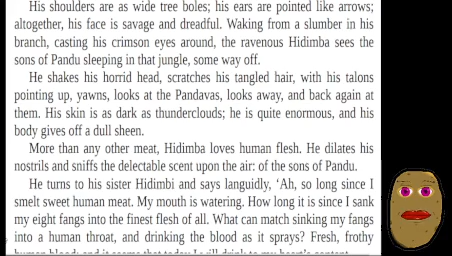 His shoulders are as wide tree boles; his ears are pointed like arrows;
altogether, his face is savage and dreadful. Waking from a slumber in his
branch, casting his crimson eyes around, the ravenous Hidimba sees the
sons of Pandu sleeping in that jungle, some way off.
He shakes his horrid head, scratches his tangled hair, with his talons
pointing up, yawns, looks at the Pandavas, looks away, and back again at
them. His skin is as dark as thunderclouds; he is quite enormous, and his
body gives off a dull sheen.
More than any other meat, Hidimba loves human flesh. He dilates his
nostrils and sniffs the delectable scent upon the air: of the sons of Pandu.
He turns to his sister Hidimbi and says languidly, ‘Ah, so long since I
smelt sweet human meat. My mouth is watering. How long it is since I sank
my eight fangs into the finest flesh of all. What can match sinking my fangs
into a human throat, and drinking the blood as it sprays? Fresh, frothy